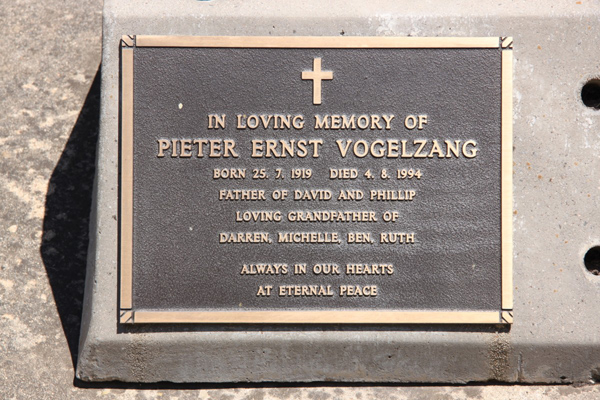 IN LOVING MEMORY OF
PIETER ERNST VOGELZANG
BORN 25. 7. 1919 DIED 4. 8. 1994
FATHER OF DAVID AND PHILLIP
LOVING GRANDFATHER OF
DARREN, MICHELLE, BEN, RUTH
ALWAYS IN OUR HEARTS
AT ETERNAL PEACE